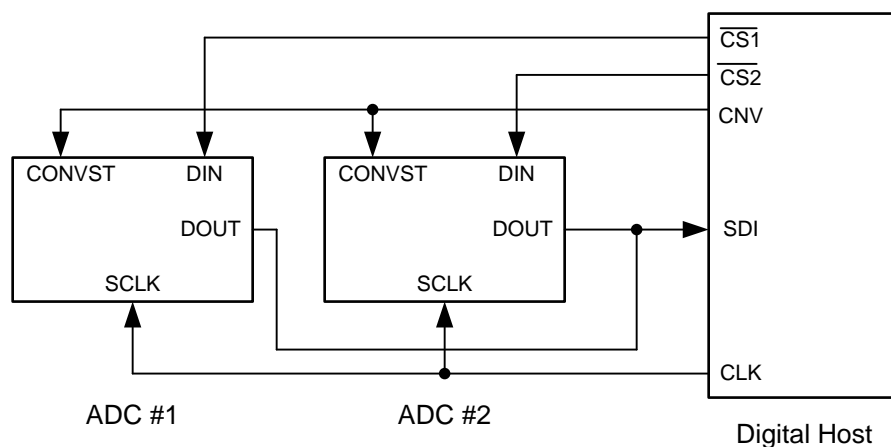 CS1
CS2
CNV
CONVST DIN
CONVST DIN
DOUT
DOUT
SDI
SCLK
SCLK
CLK
ADC #1
ADC #2
Digital Host